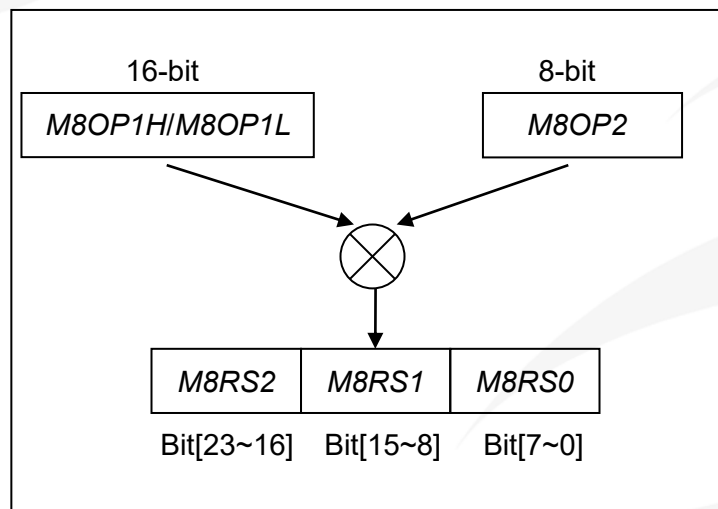 16-bit 8-bit
M8OP1H/M8OP1L M8OP2
M8RS2 M8RS1 M8RS0
Bit[23~16] Bit[15~8] Bit[7~0]